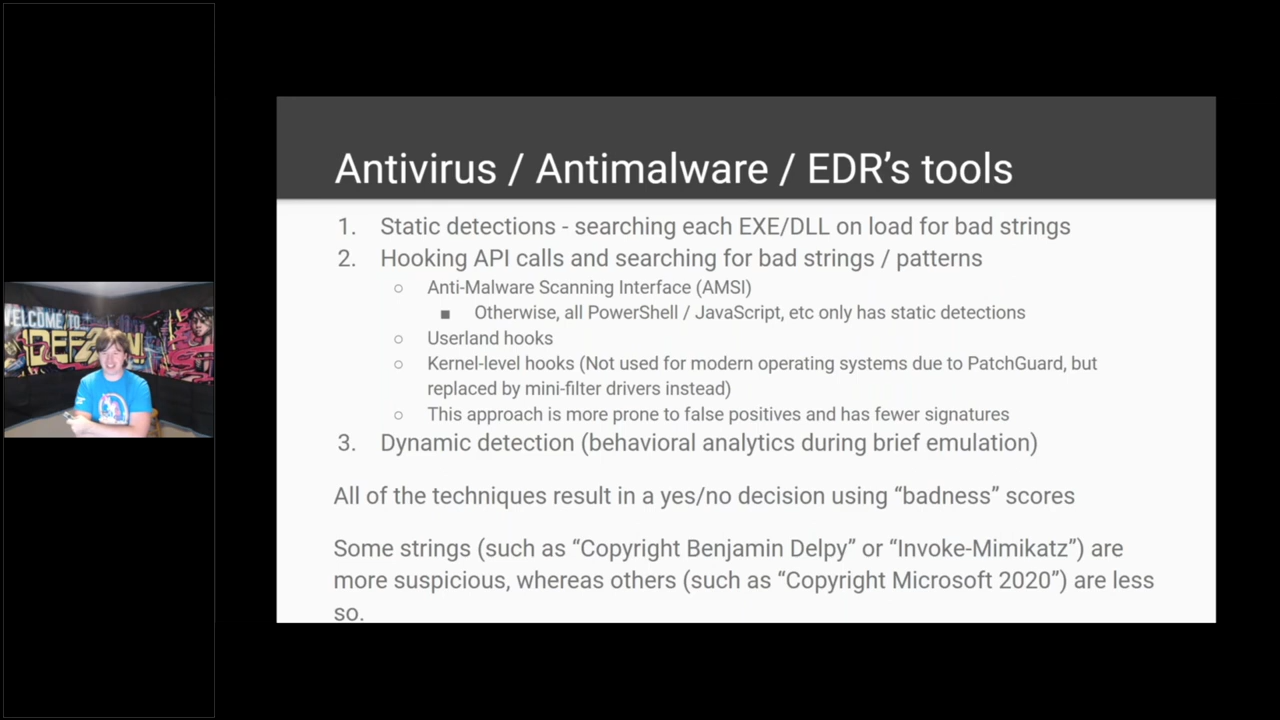 WELCOME TO
DEFCON
Antivirus / Antimalware / EDR’s tools
1. Static detections - searching each EXE/DLL on load for bad strings
2. Hooking API calls and searching for bad strings / patterns
○ Anti-Malware Scanning Interface (AMSI)
■ Otherwise, all PowerShell / JavaScript, etc only has static detections
○ Userland hooks
○ Kernel-level hooks (Not used for modern operating systems due to PatchGuard, but
replaced by mini-filter drivers instead)
○ This approach is more prone to false positives and has fewer signatures
3. Dynamic detection (behavioral analytics during brief emulation)
All of the techniques result in a yes/no decision using “badness” scores
Some strings (such as “Copyright Benjamin Delpy” or “Invoke-Mimikatz”) are
more suspicious, whereas others (such as “Copyright Microsoft 2020”) are less
so.